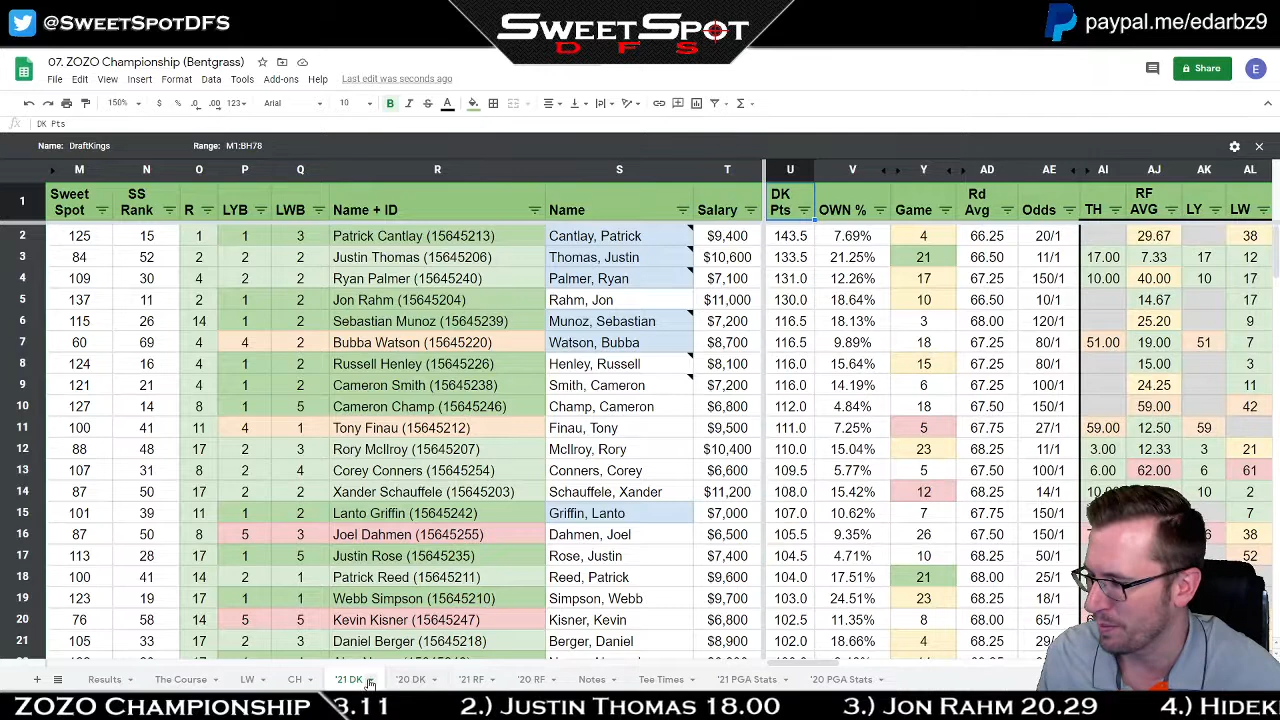 @SweetSpotDFS
SweetSpot
DFS
paypal.me/edarbz9
07. ZOZO Championship (Bentgrass)
File Edit View Insert Format Data Tools Add-ons Help Last edit was seconds ago
Share
E
150% $ % .0 .00 123 Arial 10 B I S A
fx DK Pts
Name: DraftKings Range: M1:BH78
M N O P Q R S T U V Y AD AE AI AJ AK AL
1 Sweet Spot SS Rank R LYB LWB Name + ID Name Salary DK Pts OWN % Game Rd Avg Odds TH RF AVG LY LW
2 125 15 1 1 3 Patrick Cantlay (15645213) Cantlay, Patrick $9,400 143.5 7.69% 4 66.25 20/1 29.67 38
3 84 52 2 2 2 Justin Thomas (15645206) Thomas, Justin $10,600 133.5 21.25% 21 66.50 11/1 17.00 7.33 17 12
4 109 30 4 2 2 Ryan Palmer (15645240) Palmer, Ryan $7,100 131.0 12.26% 17 67.25 150/1 10.00 40.00 10 17
5 137 11 2 1 2 Jon Rahm (15645204) Rahm, Jon $11,000 130.0 18.64% 10 66.50 10/1 14.67 17
6 115 26 14 1 2 Sebastian Munoz (15645239) Munoz, Sebastian $7,200 116.5 18.13% 3 68.00 120/1 25.20 9
7 60 69 4 4 2 Bubba Watson (15645220) Watson, Bubba $8,700 116.5 9.89% 18 67.25 80/1 51.00 19.00 51 7
8 124 16 4 1 2 Russell Henley (15645226) Henley, Russell $8,100 116.0 15.64% 15 67.25 80/1 15.00 3
9 121 21 4 1 2 Cameron Smith (15645238) Smith, Cameron $7,200 116.0 14.19% 6 67.25 100/1 24.25 11
10 127 14 8 1 5 Cameron Champ (15645246) Champ, Cameron $6,800 112.0 4.84% 18 67.50 150/1 59.00 42
11 100 41 11 4 1 Tony Finau (15645212) Finau, Tony $9,500 111.0 7.25% 5 67.75 27/1 59.00 12.50 59
12 88 48 17 2 2 Rory McIlroy (15645207) McIlroy, Rory $10,400 110.0 15.04% 23 68.25 11/1 3.00 12.33 3 21
13 107 31 8 2 4 Corey Conners (15645254) Conners, Corey $6,600 109.5 5.77% 5 67.50 100/1 6.00 62.00 6 61
14 87 50 17 2 2 Xander Schauffele (15645203) Schauffele, Xander $11,200 108.0 15.42% 12 68.25 14/1 10 2
15 101 39 11 1 2 Lanto Griffin (15645242) Griffin, Lanto $7,000 107.0 10.62% 7 67.75 100/1 7
16 87 50 8 5 3 Joel Dahmen (15645255) Dahmen, Joel $6,500 105.5 9.35% 26 67.50 38
17 113 28 17 1 5 Justin Rose (15645235) Rose, Justin $7,400 104.5 4.71% 10 68.25 50/1 52
18 100 41 14 2 1 Patrick Reed (15645211) Reed, Patrick $9,600 104.0 17.51% 21 68.00 25/1
19 123 19 17 1 1 Webb Simpson (15645210) Simpson, Webb $9,700 103.0 24.51% 23 68.25 18/1
20 76 58 14 5 5 Kevin Kisner (15645247) Kisner, Kevin $6,800 102.5 11.35% 8 68.00 65/1
21 105 33 17 2 3 Daniel Berger (15645218) Berger, Daniel $8,900 102.0 18.66% 4 68.25
Results The Course LW CH '21 DK '20 DK '21 RF '20 RF Notes Tee Times '21 PGA Stats '20 PGA Stats
ZOZO Championship 3.11 2.) Justin Thomas 18.00 3.) Jon Rahm 20.29 4.) Hidek